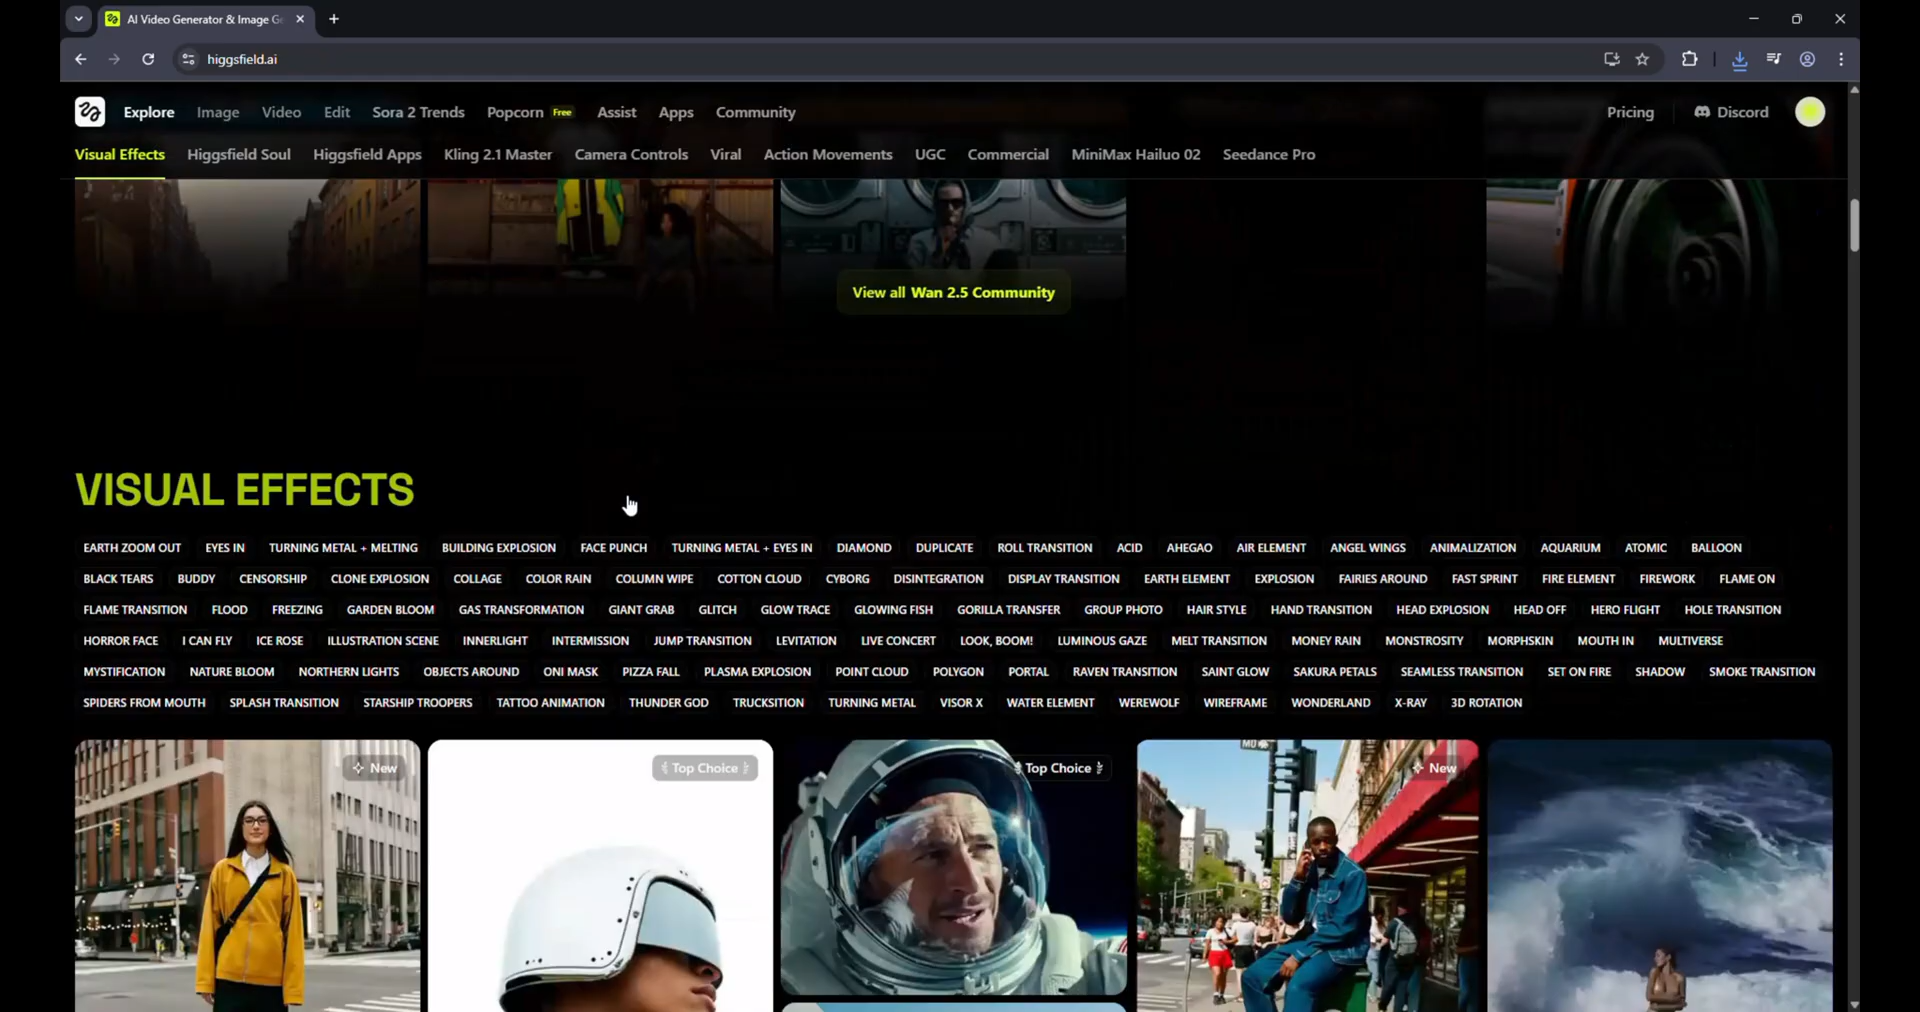 AI Video Generator & Image Ge
higgsfield.ai
Explore Image Video Edit Sora 2 Trends Popcorn Free Assist Apps Community Pricing Discord
Visual Effects Higgsfield Soul Higgsfield Apps Kling 2.1 Master Camera Controls Viral Action Movements UGC Commercial MiniMax Hailuo 02 Seedance Pro
View all Wan 2.5 Community
VISUAL EFFECTS
EARTH ZOOM OUT EYES IN TURNING METAL + MELTING BUILDING EXPLOSION FACE PUNCH TURNING METAL + EYES IN DIAMOND DUPLICATE ROLL TRANSITION ACID AHEGAO AIR ELEMENT ANGEL WINGS ANIMALIZATION AQUARIUM ATOMIC BALLOON
BLACK TEARS BUDDY CENSORSHIP CLONE EXPLOSION COLLAGE COLOR RAIN COLUMN WIPE COTTON CLOUD CYBORG DISINTEGRATION DISPLAY TRANSITION EARTH ELEMENT EXPLOSION FAIRIES AROUND FAST SPRINT FIRE ELEMENT FIREWORK FLAME ON
FLAME TRANSITION FLOOD FREEZING GARDEN BLOOM GAS TRANSFORMATION GIANT GRAB GLITCH GLOW TRACE GLOWING FISH GORILLA TRANSFER GROUP PHOTO HAIR STYLE HAND TRANSITION HEAD EXPLOSION HEAD OFF HERO FLIGHT HOLE TRANSITION
HORROR FACE I CAN FLY ICE ROSE ILLUSTRATION SCENE INNERLIGHT INTERMISSION JUMP TRANSITION LEVITATION LIVE CONCERT LOOK, BOOM! LUMINOUS GAZE MELT TRANSITION MONEY RAIN MONSTROSITY MORPHSKIN MOUTH IN MULTIVERSE
MYSTIFICATION NATURE BLOOM NORTHERN LIGHTS OBJECTS AROUND ONI MASK PIZZA FALL PLASMA EXPLOSION POINT CLOUD POLYGON PORTAL RAVEN TRANSITION SAINT GLOW SAKURA PETALS SEAMLESS TRANSITION SET ON FIRE SHADOW SMOKE TRANSITION
SPIDERS FROM MOUTH SPLASH TRANSITION STARSHIP TROOPERS TATTOO ANIMATION THUNDER GOD TRUCKSITION TURNING METAL VISOR X WATER ELEMENT WEREWOLF WIREFRAME WONDERLAND X-RAY 3D ROTATION
New Top Choice Top Choice New